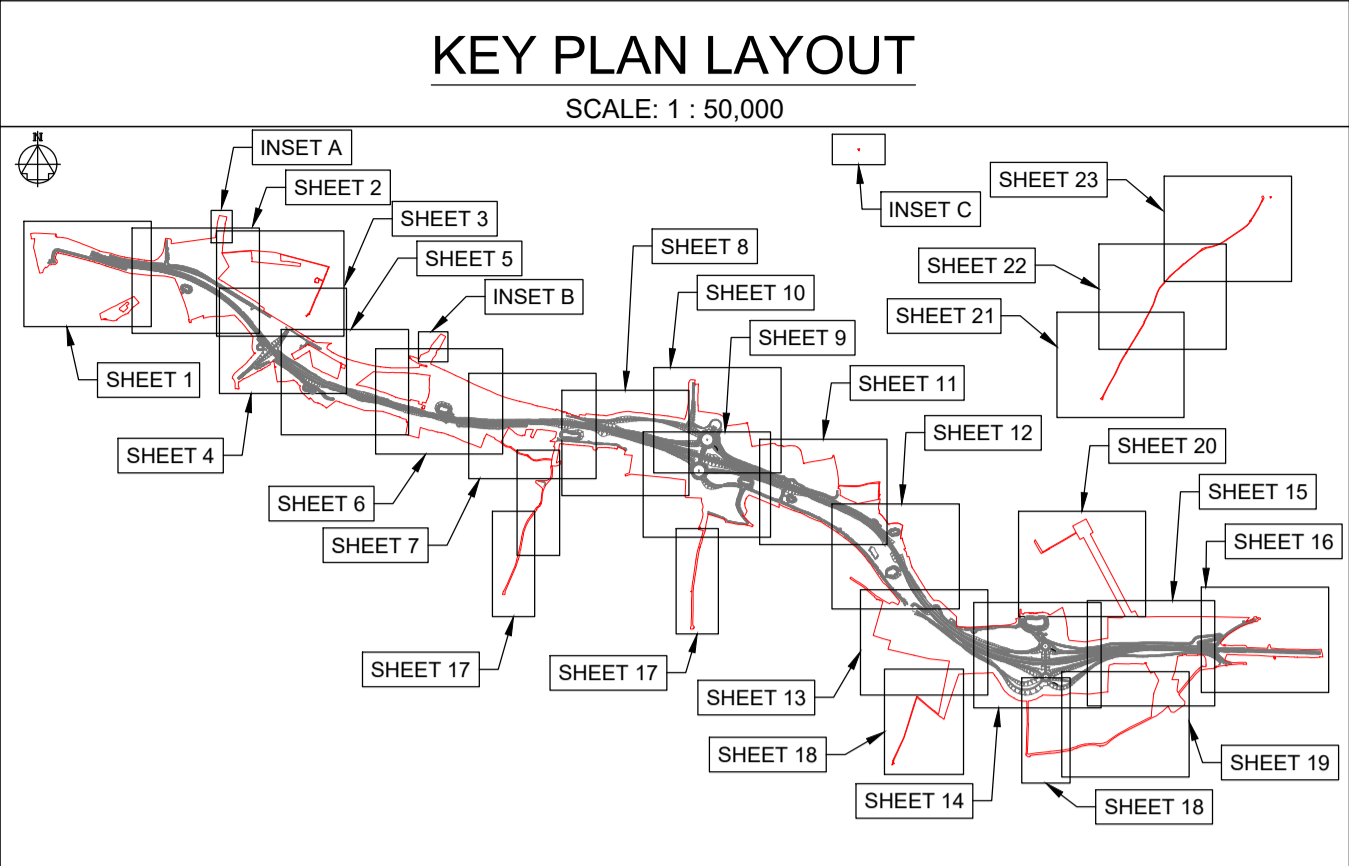 KEY PLAN LAYOUT
SCALE: 1 : 50,000
N
INSET A
SHEET 2
SHEET 3
SHEET 5
INSET B
SHEET 8
SHEET 10
SHEET 9
INSET C
SHEET 23
SHEET 22
SHEET 21
SHEET 1
SHEET 11
SHEET 12
SHEET 4
SHEET 20
SHEET 6
SHEET 15
SHEET 7
SHEET 16
SHEET 17
SHEET 17
SHEET 13
SHEET 18
SHEET 19
SHEET 14
SHEET 18